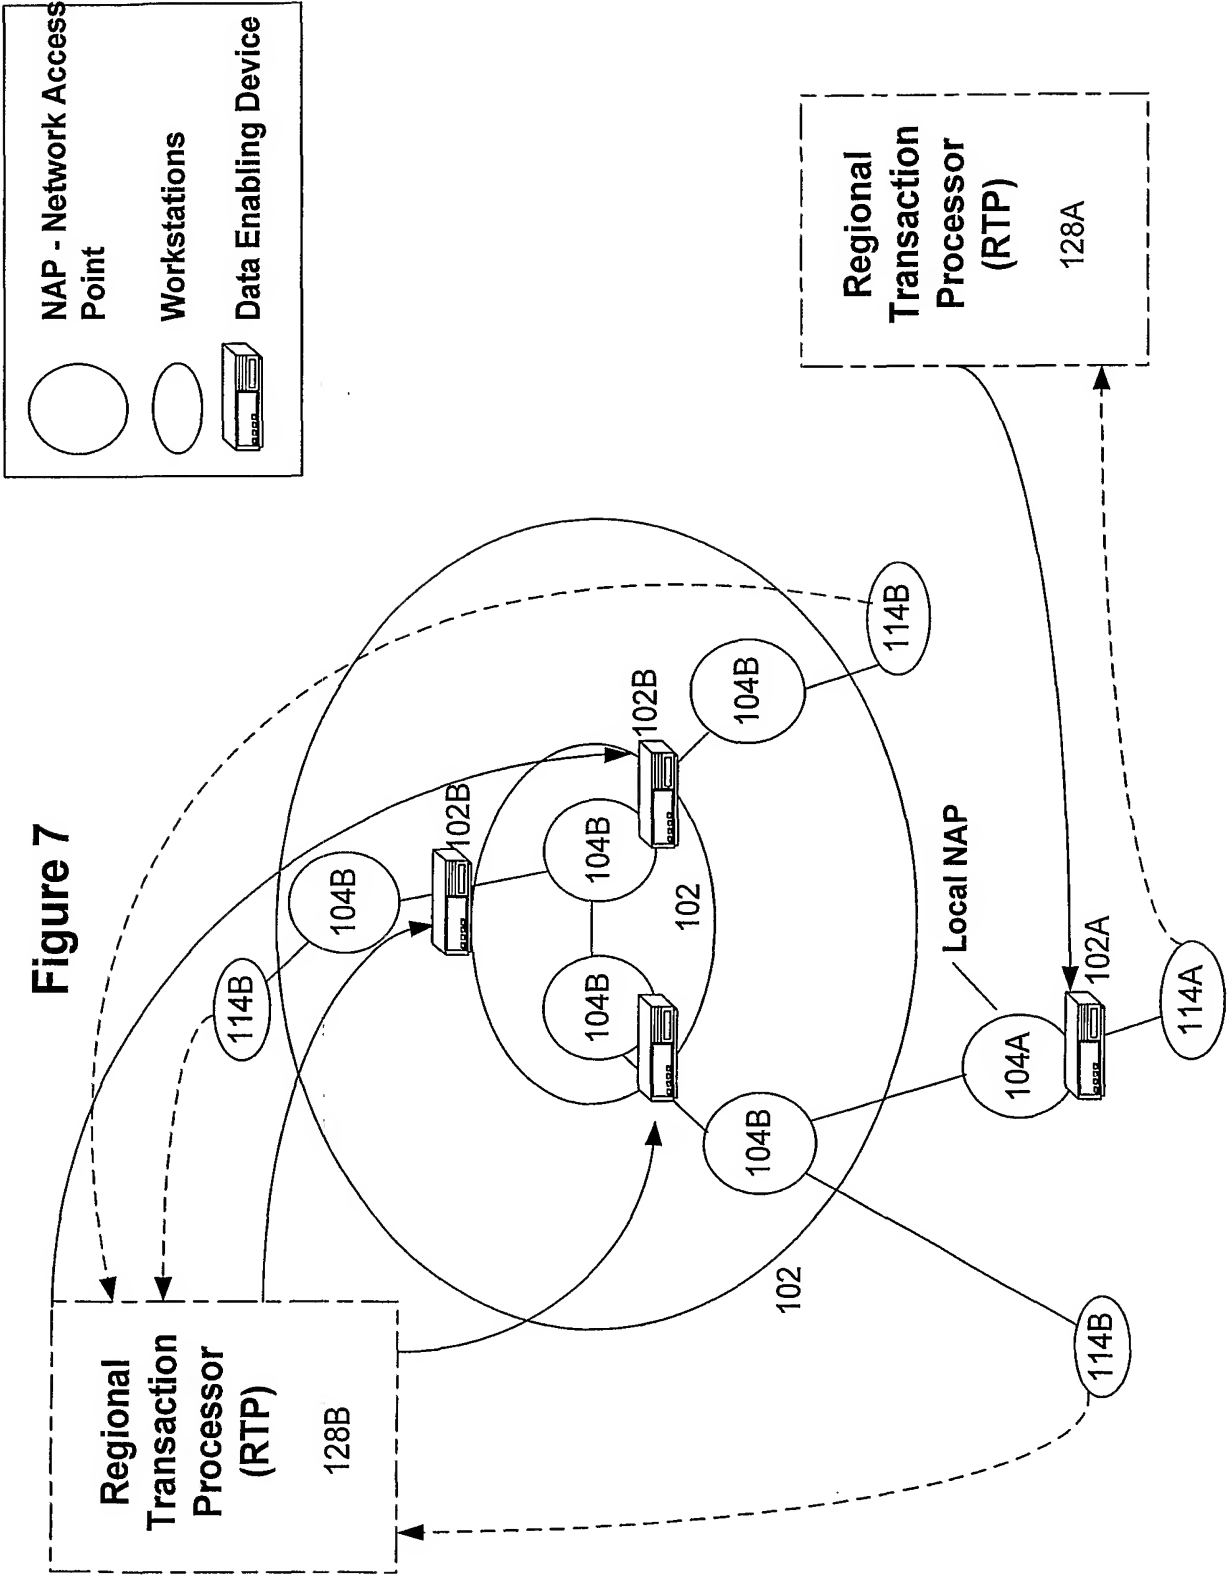 Figure 7
NAP - Network Access
Point
Workstations
Data Enabling Device
Regional
Transaction
Processor
(RTP)
128B
114B
104B
102B
102B
104B
104B
102
104B
114B
104B
102
114B
Local NAP
104A
102A
114A
Regional
Transaction
Processor
(RTP)
128A